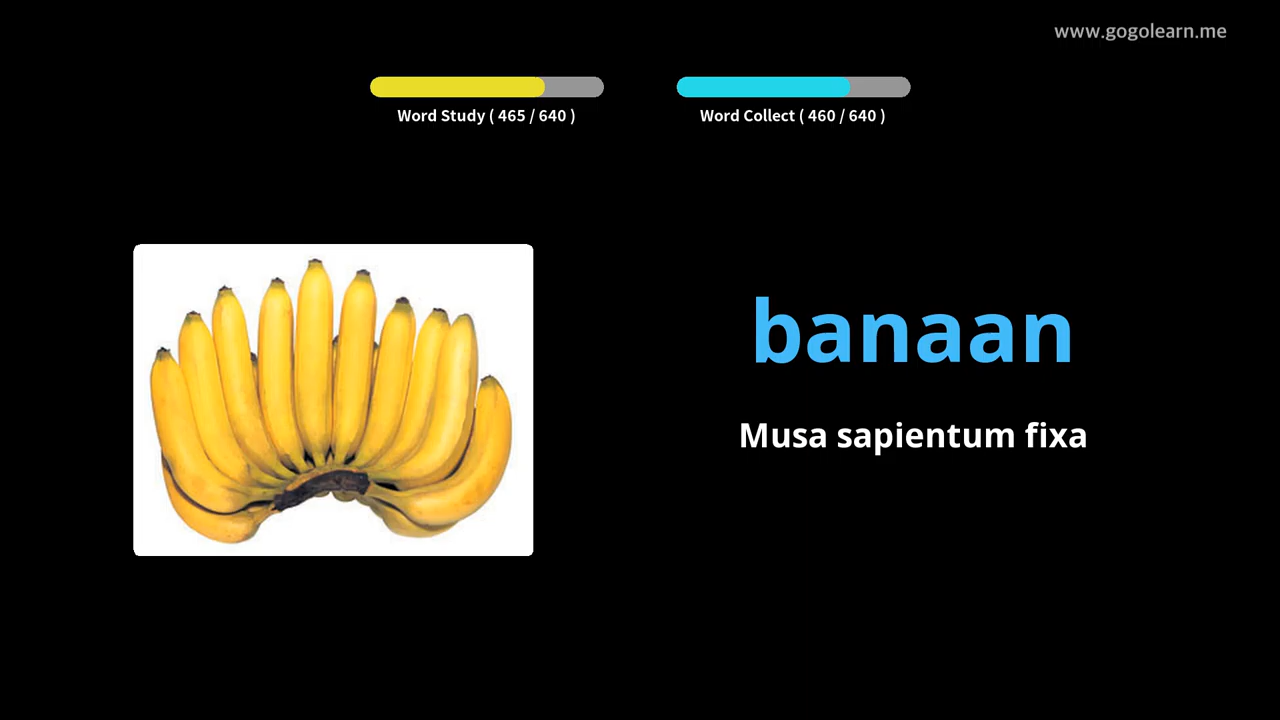 www.gogolearn.me
Word Study ( 465 / 640 )
Word Collect ( 460 / 640 )
banaan
Musa sapientum fixa